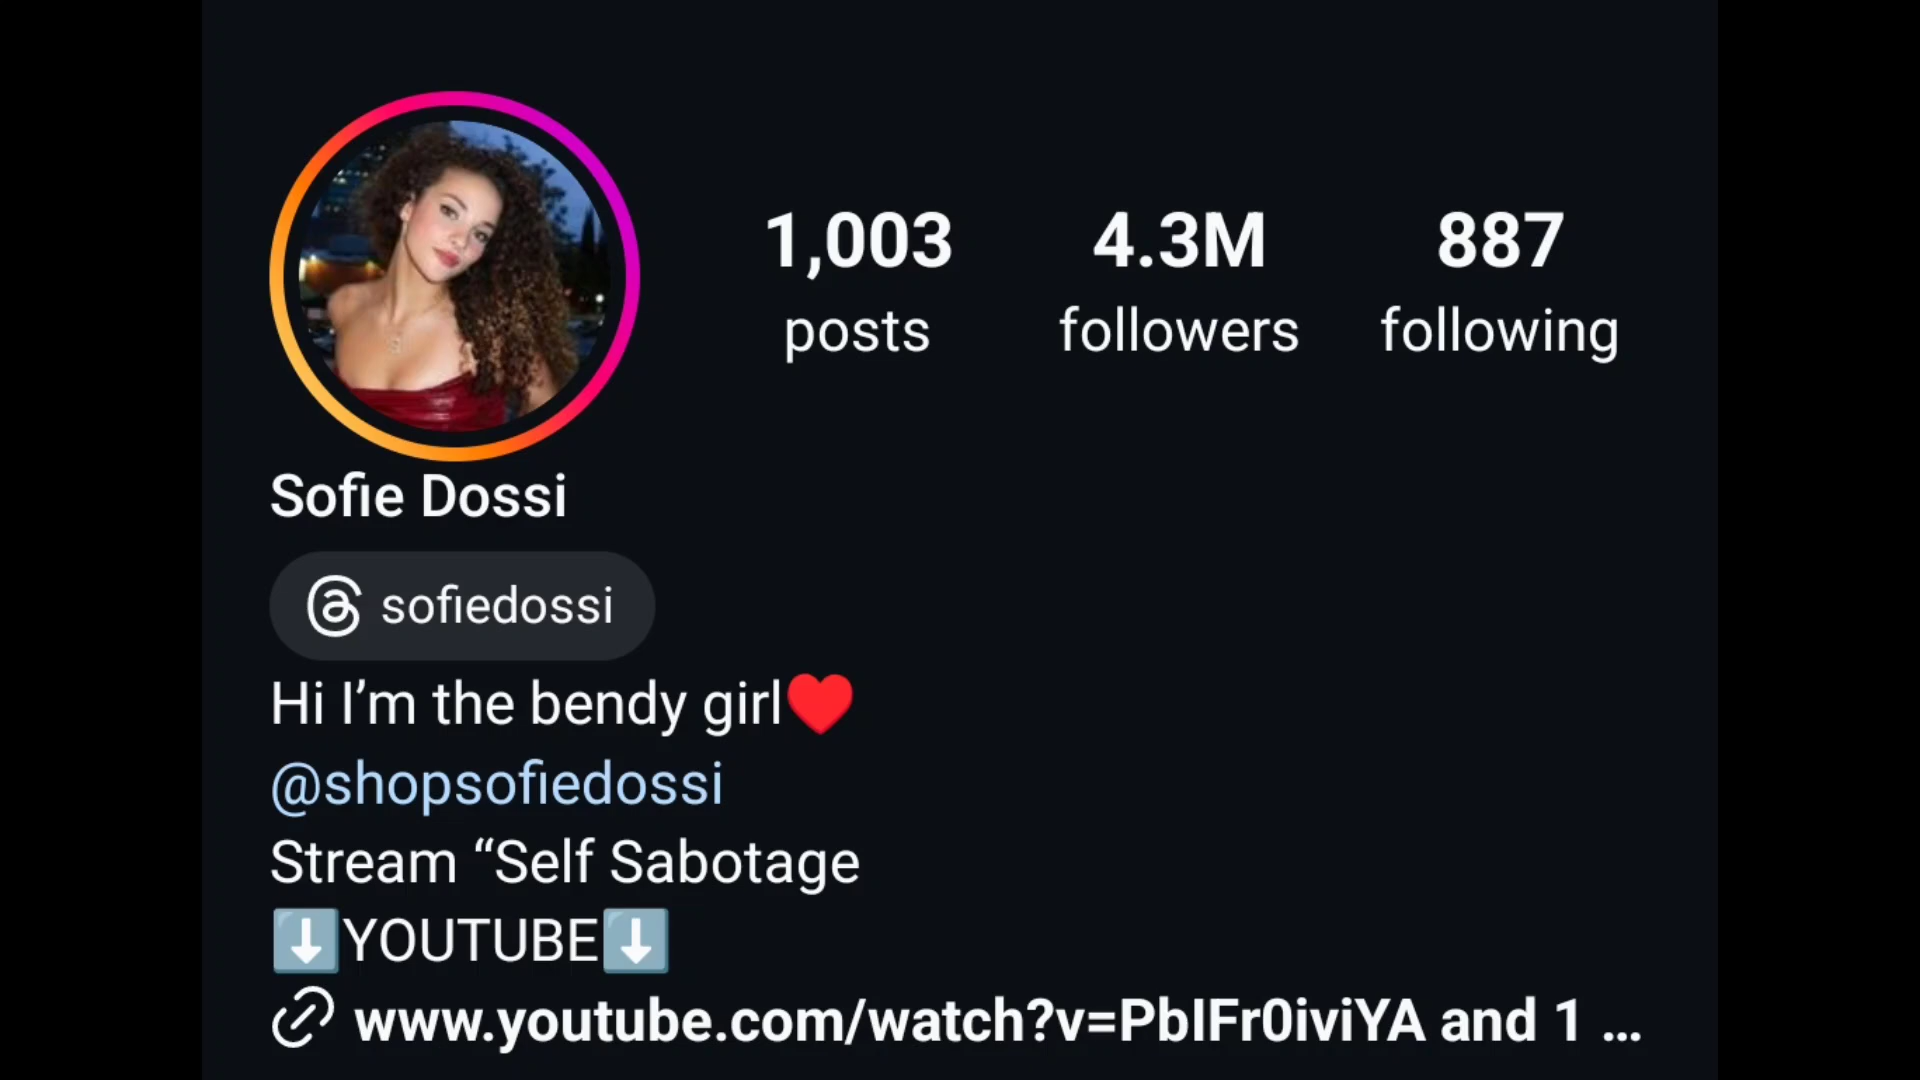 1,003 4.3M 887
posts followers following
Sofie Dossi
sofiedossi
Hi I’m the bendy girl♥️
@shopsofiedossi
Stream “Self Sabotage
⬇️YOUTUBE⬇️
www.youtube.com/watch?v=PbIFr0iviYA and 1 ...